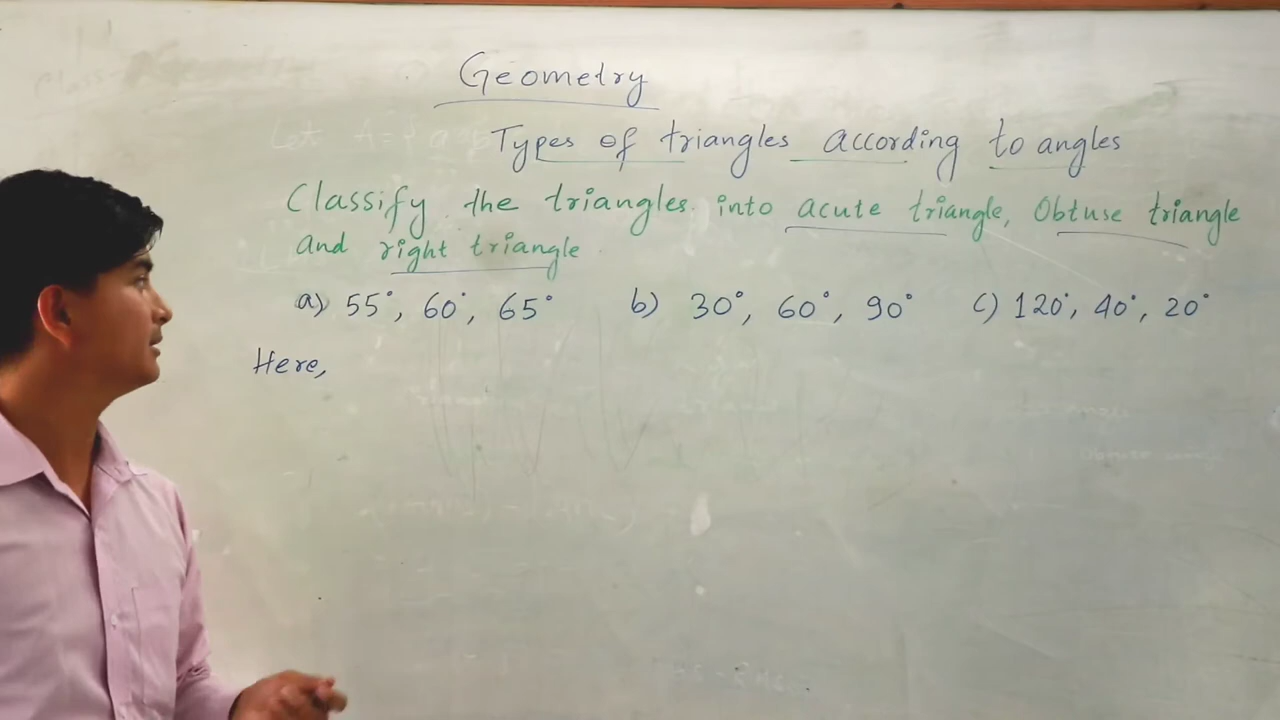 Geometry
Types of triangles according to angles
Classify the triangles into acute triangle, Obtuse triangle
and right triangle.
a) 55°, 60°, 65° b) 30°, 60°, 90° c) 120°, 40°, 20°
Here,